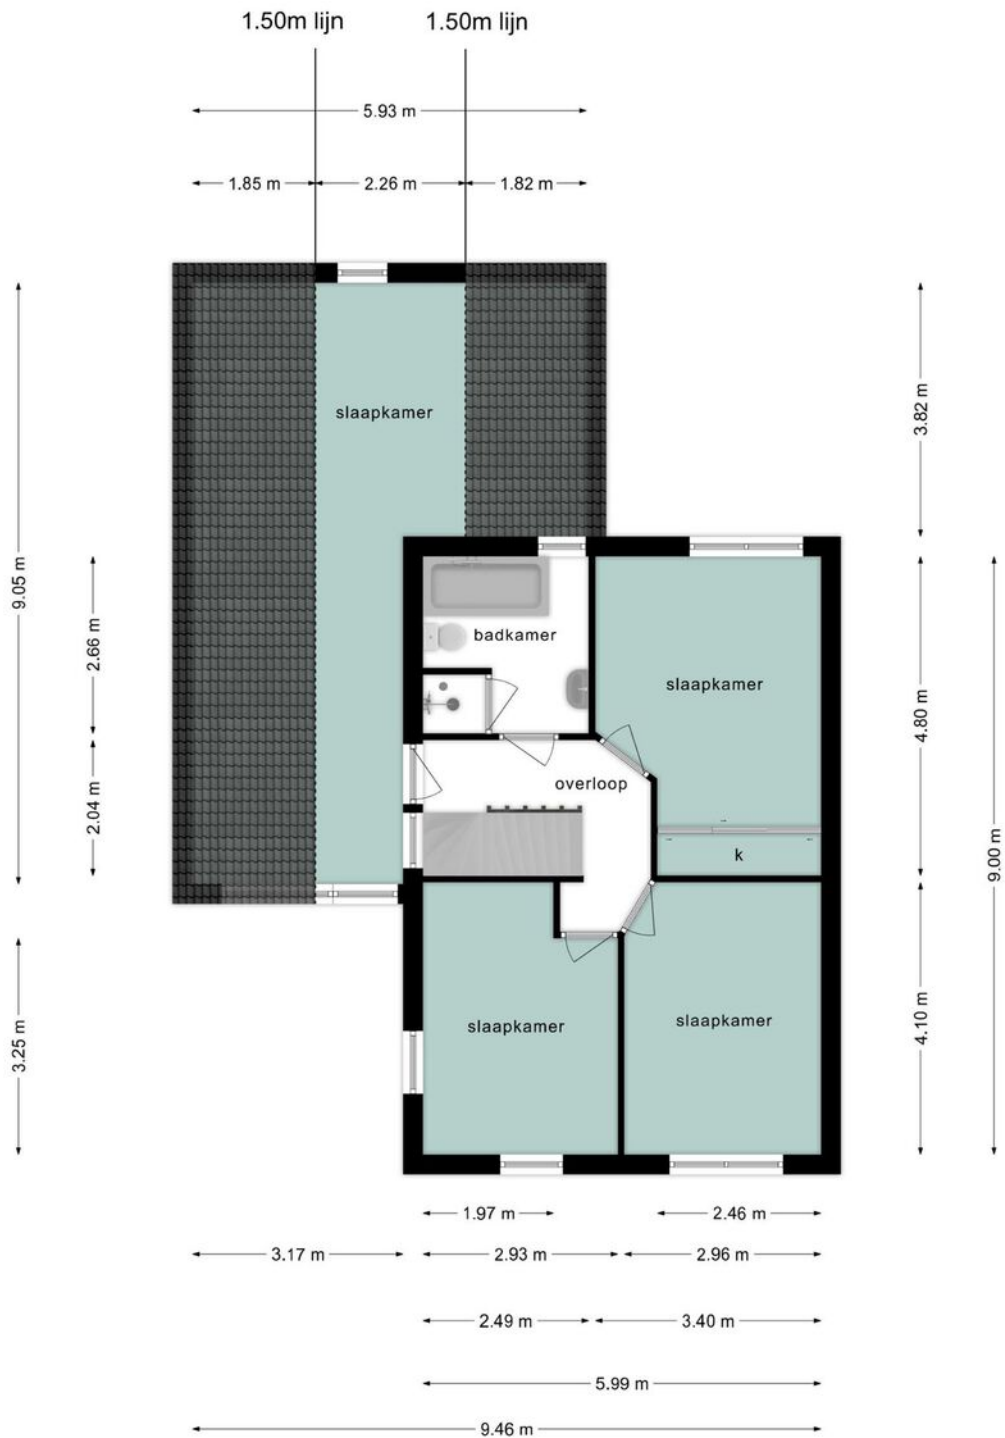 1.50m lijn 1.50m lijn
5.93 m
1.85 m 2.26 m 1.82 m
slaapkamer
3.82 m
9.05 m
2.66 m
badkamer
slaapkamer
4.80 m
2.04 m
overloop
k
9.00 m
slaapkamer
slaapkamer
4.10 m
3.25 m
1.97 m 2.46 m
3.17 m 2.93 m 2.96 m
2.49 m 3.40 m
5.99 m
9.46 m